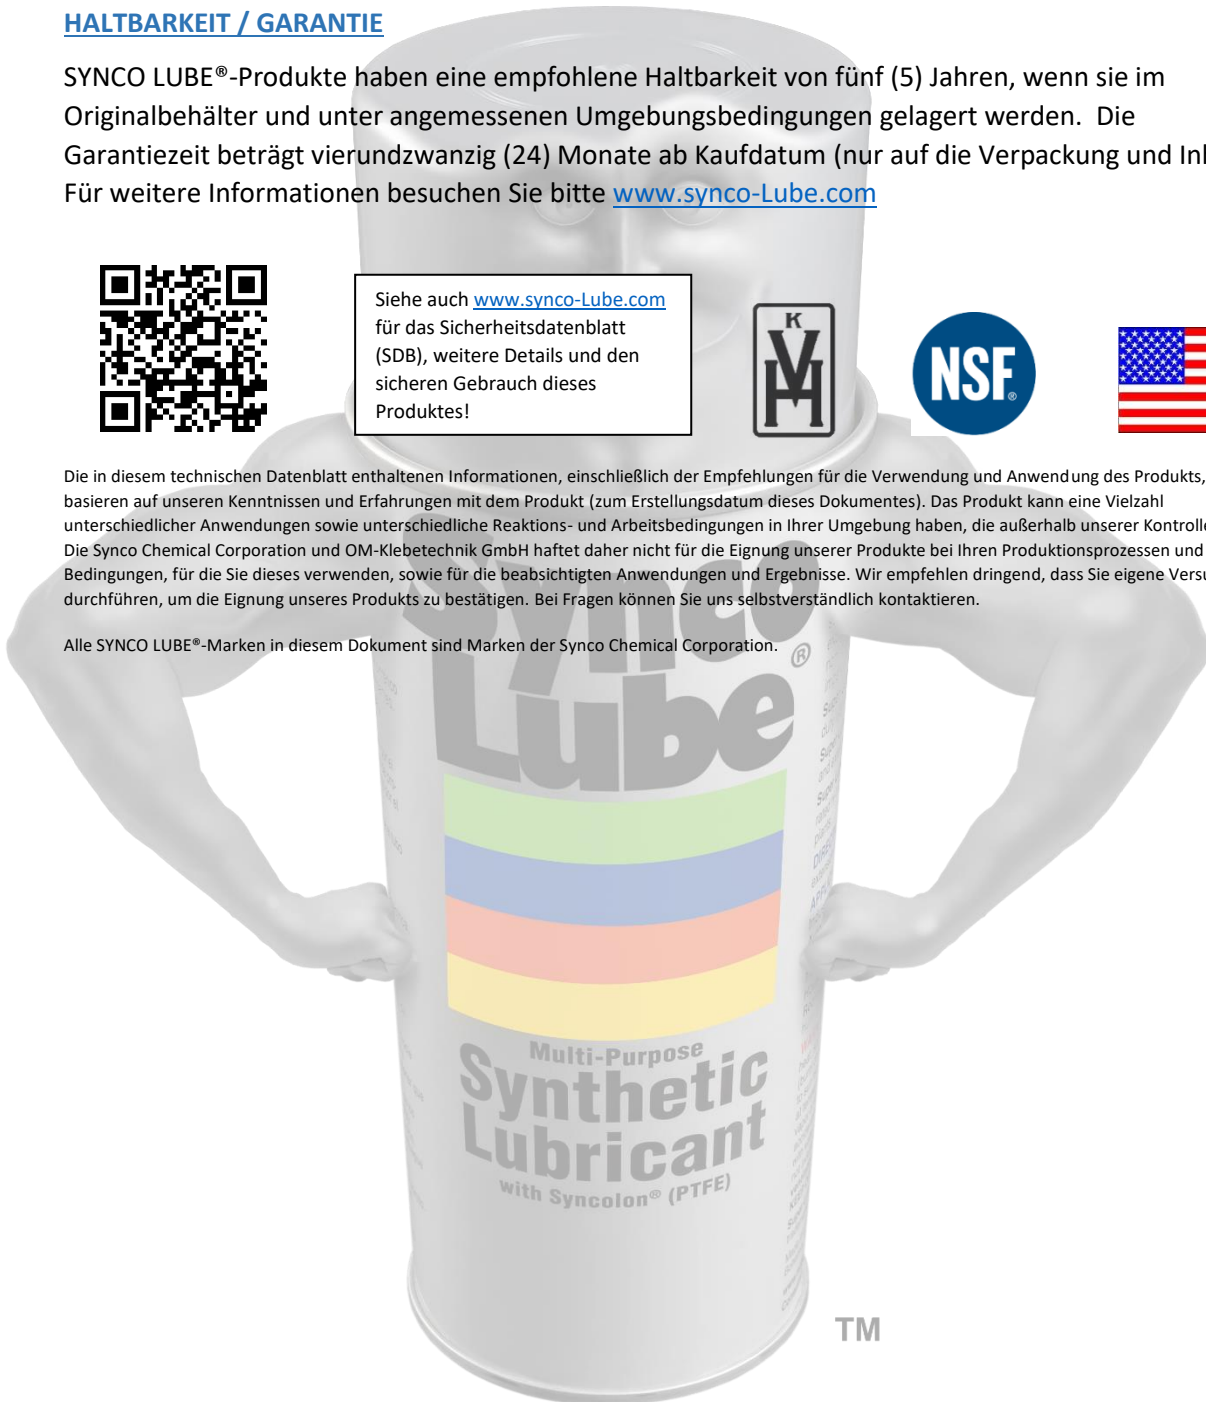 HALTBARKEIT / GARANTIE
SYNCO LUBE®-Produkte haben eine empfohlene Haltbarkeit von fünf (5) Jahren, wenn sie im
Originalbehälter und unter angemessenen Umgebungsbedingungen gelagert werden.  Die
Garantiezeit beträgt vierundzwanzig (24) Monate ab Kaufdatum (nur auf die Verpackung und
Für weitere Informationen besuchen Sie bitte www.synco-Lube.com
Siehe auch www.synco-Lube.com
für das Sicherheitsdatenblatt
(SDB), weitere Details und den
sicheren Gebrauch dieses
Produktes!
K
V
H
NSF®
Die in diesem technischen Datenblatt enthaltenen Informationen, einschließlich der Empfehlungen für die Verwendung und Anwendung des Produkts,
basieren auf unseren Kenntnissen und Erfahrungen mit dem Produkt (zum Erstellungsdatum dieses Dokumentes). Das Produkt kann eine Vielzahl
unterschiedlicher Anwendungen sowie unterschiedliche Reaktions- und Arbeitsbedingungen in Ihrer Umgebung haben, die außerhalb unserer Kontrolle
Die Synco Chemical Corporation und OM-Klebetechnik GmbH haftet daher nicht für die Eignung unserer Produkte bei Ihren Produktionsprozessen und
Bedingungen, für die Sie dieses verwenden, sowie für die beabsichtigten Anwendungen und Ergebnisse. Wir empfehlen dringend, dass Sie eigene
durchführen, um die Eignung unseres Produkts zu bestätigen. Bei Fragen können Sie uns selbstverständlich kontaktieren.
Alle SYNCO LUBE®-Marken in diesem Dokument sind Marken der Synco Chemical Corporation.
Synco
Lube®
Multi-Purpose
Synthetic
Lubricant
with Syncolon® (PTFE)
TM